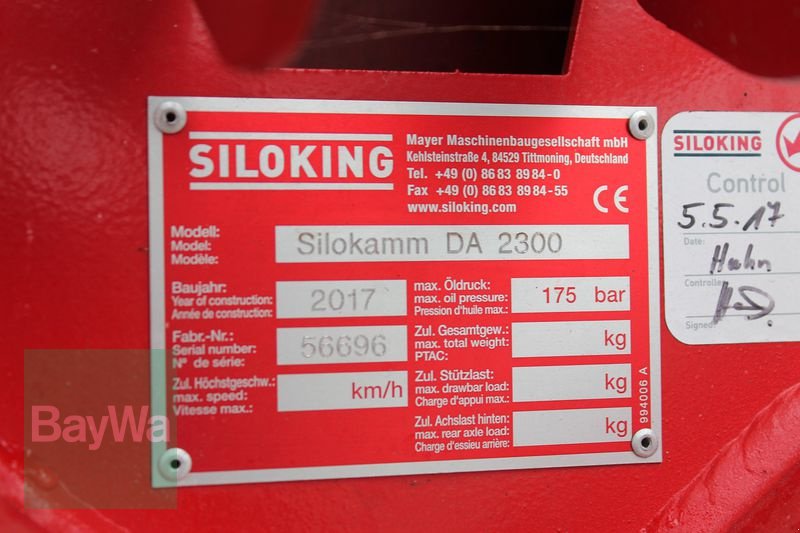 SILOKING
Mayer Maschinenbaugesellschaft mbH
Kehlsteinstraße 4, 84529 Tittmoning, Deutschland
Tel. +49 (0) 86 83 89 84-0
Fax +49 (0) 86 83 89 84-55
www.siloking.com
CE
Modell:
Model:
Modèle:
Silokamm DA 2300
Baujahr:
Year of construction:
Année de construction:
2017
max. Öldruck:
max. oil pressure:
Pression d'huile max.:
175 bar
Fabr.-Nr.:
Serial number:
N° de série:
56696
Zul. Gesamtgew.:
max. total weight:
PTAC:
kg
Zul. Höchstgeschw.:
max. speed:
Vitesse max.:
km/h
Zul. Stützlast:
max. drawbar load:
Charge d'appui max.:
kg
Zul. Achslast hinten:
max. rear axle load:
Charge d'essieu arrière:
kg
994006 A
SILOKING
Control
5.5.17
Date:
Controller
Signed
BayWa